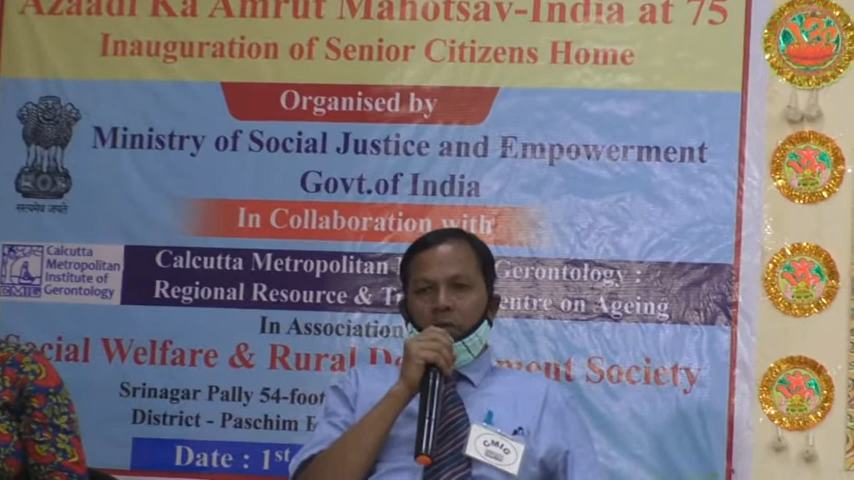 Azaadi Ka Amrut Mahotsav-India at 75
Inauguration of Senior Citizens Home
Organised by
Ministry of Social Justice and Empowerment
Govt.of India
सत्यमेव जयते
In Collaboration with
Calcutta
Metropolitan
Institute of
Gerontology
CMIG
Calcutta Metropolitan Gerontology :
Regional Resource & Centre on Ageing
In Association
Social Welfare & Rural Society
Srinagar Pally 54-foot
District - Paschim
Date : 1st
CMIG